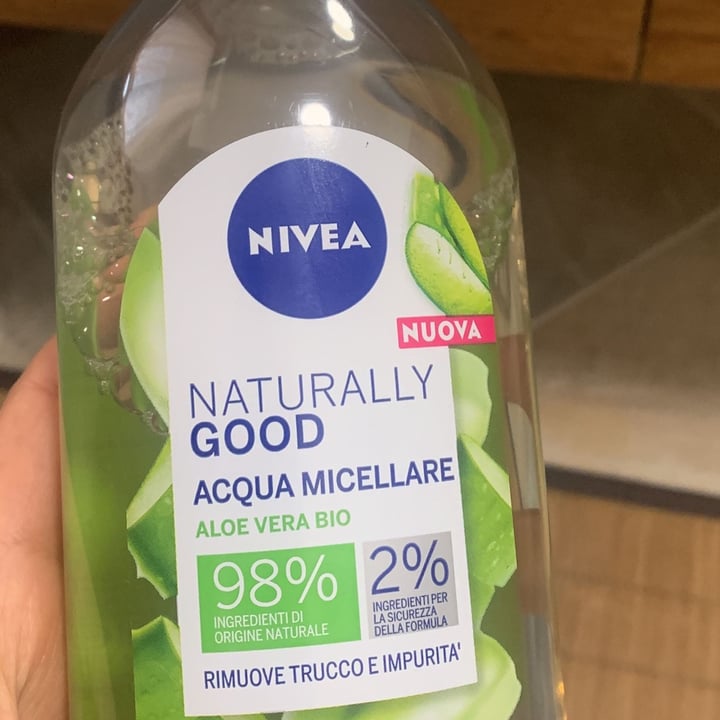 NIVEA
NUOVA
NATURALLY
GOOD
ACQUA MICELLARE
ALOE VERA BIO
98%
INGREDIENTI DI
ORIGINE NATURALE
2%
INGREDIENTI PER
LA SICUREZZA
DELLA FORMULA
RIMUOVE TRUCCO E IMPURITA'